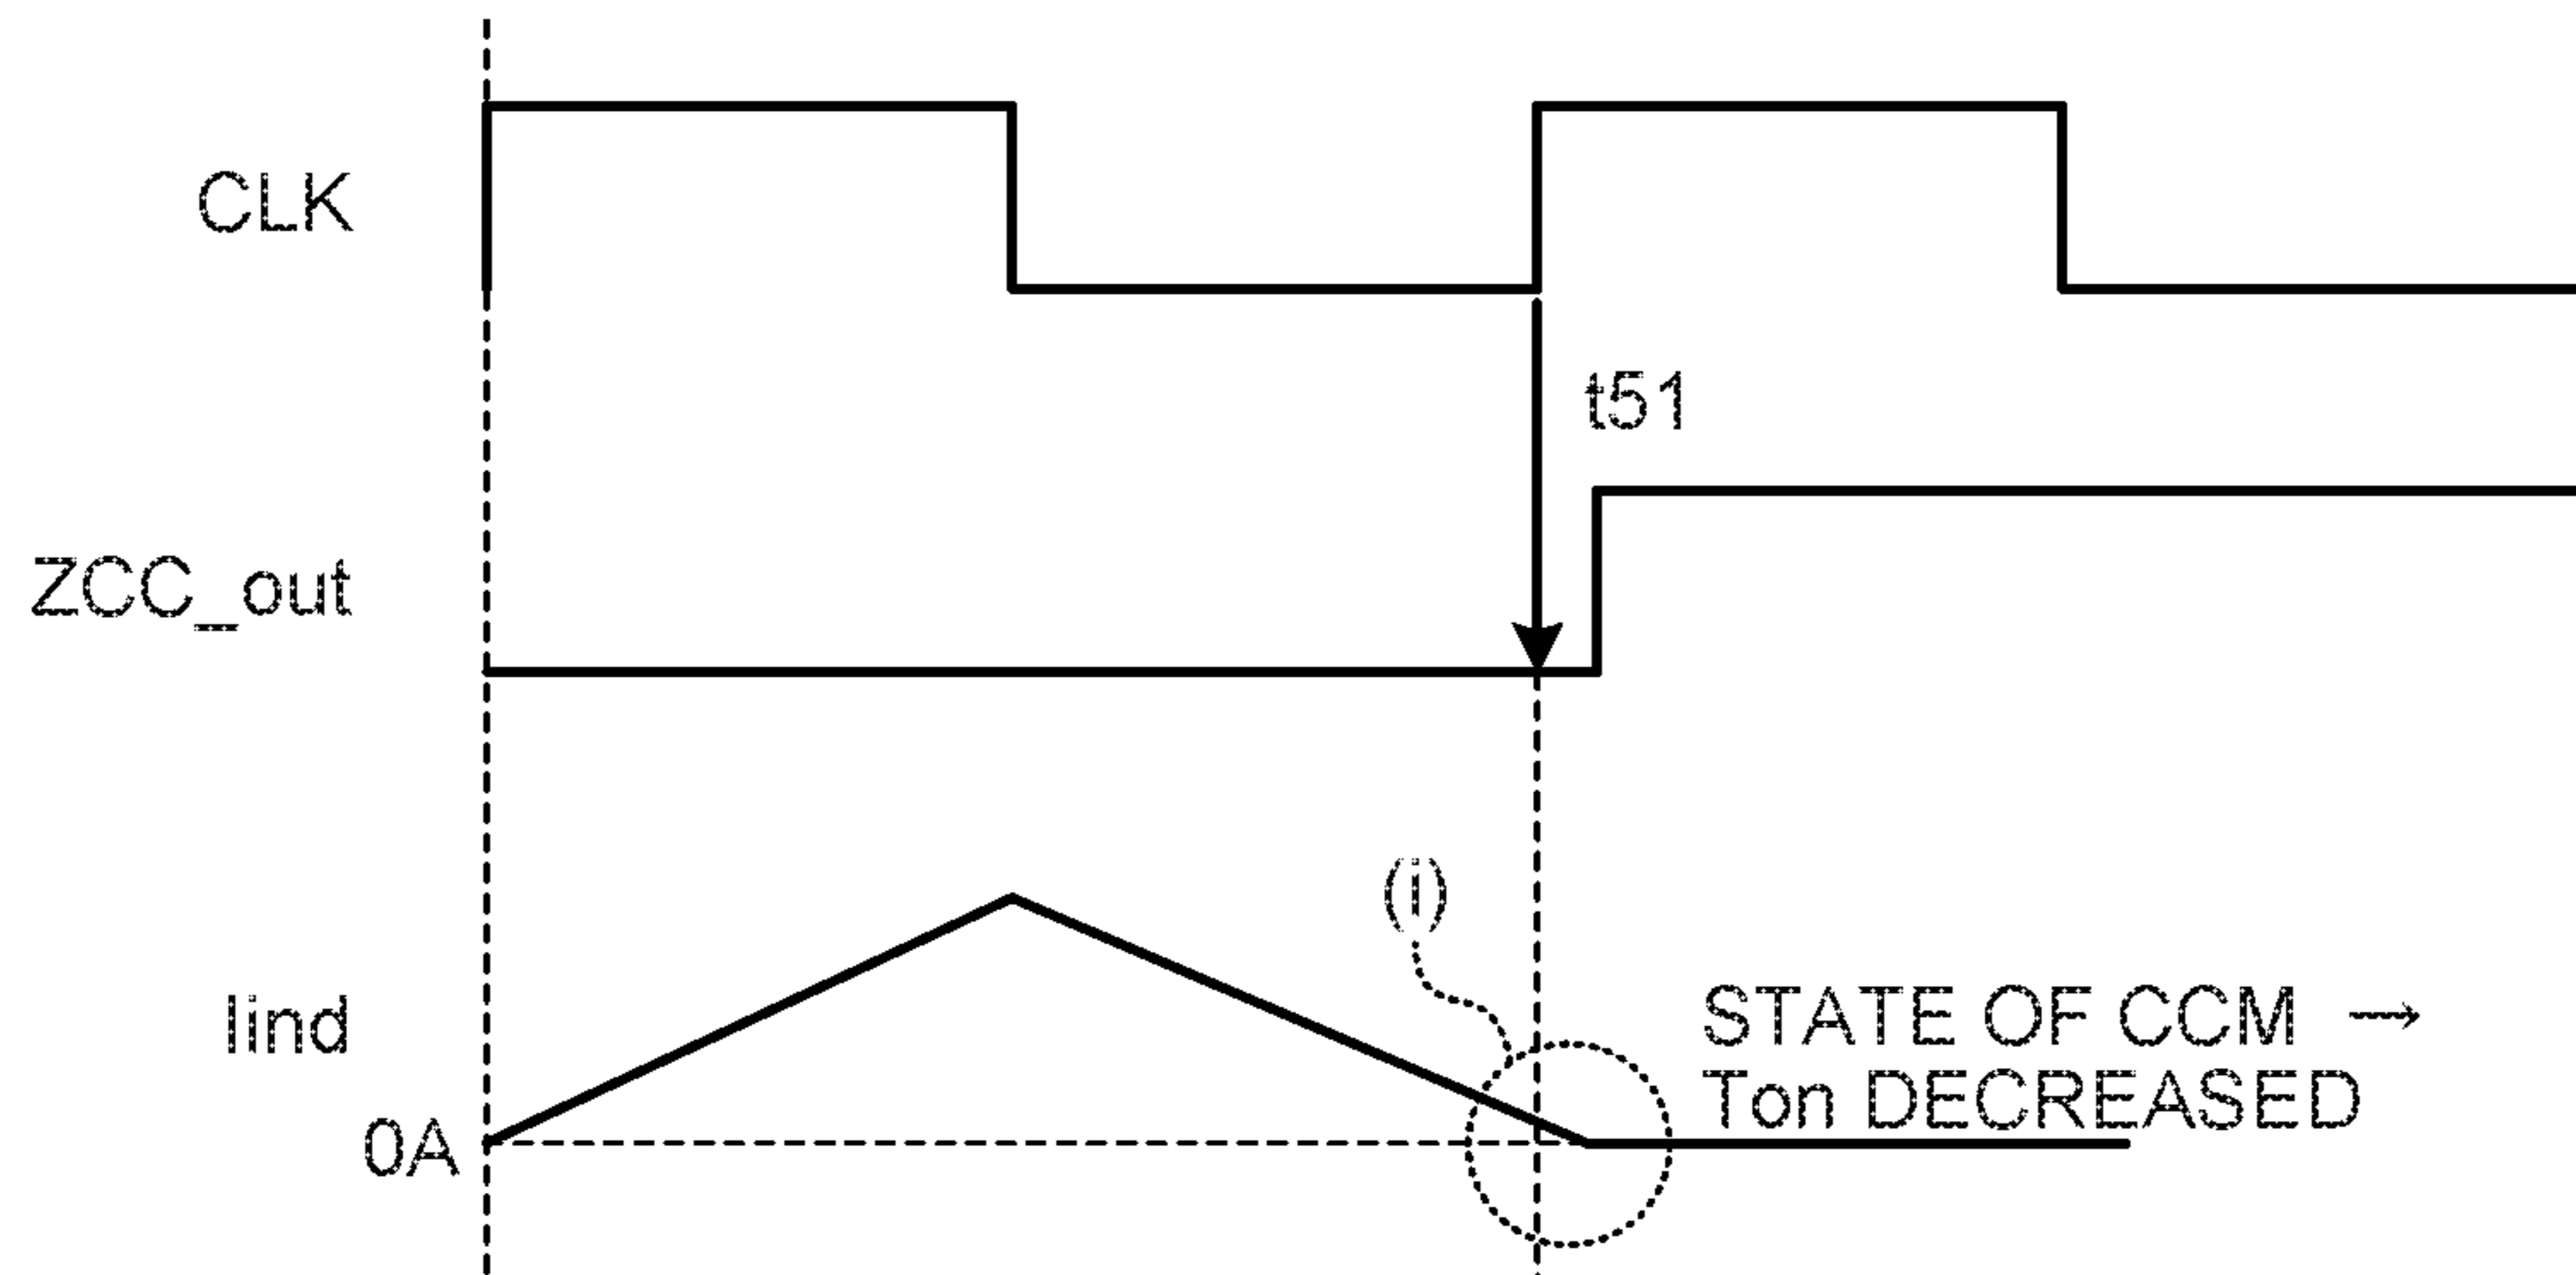 CLK
t51
ZCC_out
(i)
Iind
STATE OF CCM →
Ton DECREASED
0A